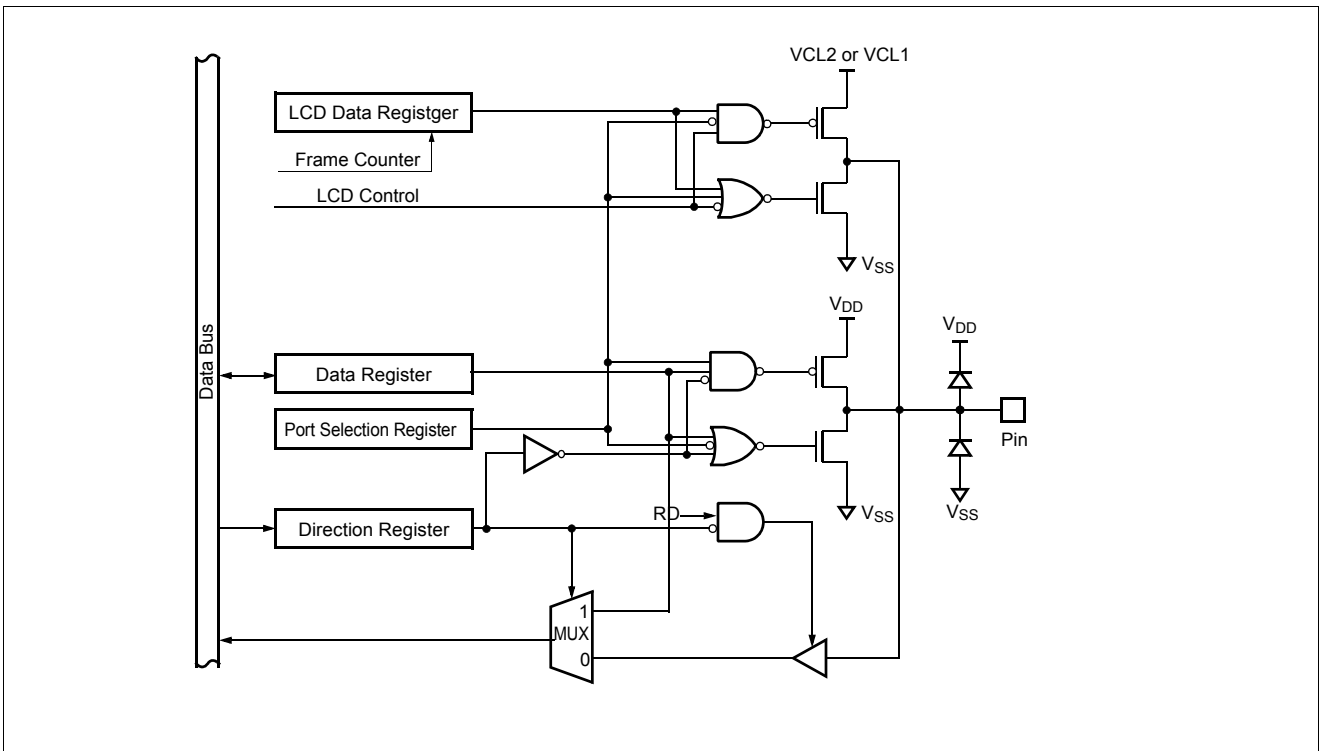 VCL2 or VCL1
LCD Data Registger
Frame Counter
LCD Control
VSS
VDD
VDD
Data Bus
Data Register
Port Selection Register
Pin
RD
VSS
VSS
Direction Register
1
MUX
0